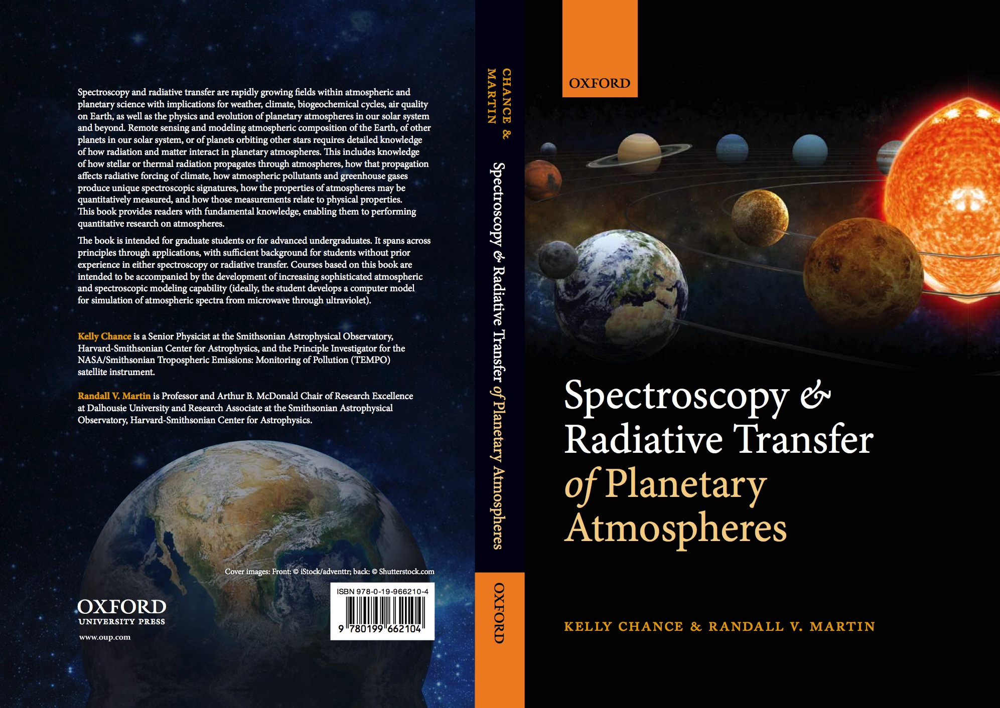 Spectroscopy and radiative transfer are rapidly growing fields within atmospheric and
planetary science with implications for weather, climate, biogeochemical cycles, air quality
on Earth, as well as the physics and evolution of planetary atmospheres in our solar system
and beyond. Remote sensing and modeling atmospheric composition of the Earth, of other
planets in our solar system, or of planets orbiting other stars requires detailed knowledge
of how radiation and matter interact in planetary atmospheres. This includes knowledge
of how stellar or thermal radiation propagates through atmospheres, how that propagation
affects radiative forcing of climate, how atmospheric pollutants and greenhouse gases
produce unique spectroscopic signatures, how the properties of atmospheres may be
quantitatively measured, and how those measurements relate to physical properties.
This book provides readers with fundamental knowledge, enabling them to performing
quantitative research on atmospheres.
The book is intended for graduate students or for advanced undergraduates. It spans across
principles through applications, with sufficient background for students without prior
experience in either spectroscopy or radiative transfer. Courses based on this book are
intended to be accompanied by the development of increasing sophisticated atmospheric
and spectroscopic modeling capability (ideally, the student develops a computer model
for simulation of atmospheric spectra from microwave through ultraviolet).
Kelly Chance is a Senior Physicist at the Smithsonian Astrophysical Observatory,
Harvard-Smithsonian Center for Astrophysics, and the Principle Investigator for the
NASA/Smithsonian Tropospheric Emissions: Monitoring of Pollution (TEMPO)
satellite instrument.
Randall V. Martin is Professor and Arthur B. McDonald Chair of Research Excellence
at Dalhousie University and Research Associate at the Smithsonian Astrophysical
Observatory, Harvard-Smithsonian Center for Astrophysics.
Cover images: Front: © iStock/adventtr; back: © Shutterstock.com
OXFORD
UNIVERSITY PRESS
www.oup.com
ISBN 978-0-19-966210-4
9 780199 662104
CHANCE &
MARTIN
Spectroscopy & Radiative Transfer of Planetary Atmospheres
OXFORD
OXFORD
Spectroscopy &
Radiative Transfer
of Planetary
Atmospheres
KELLY CHANCE & RANDALL V. MARTIN